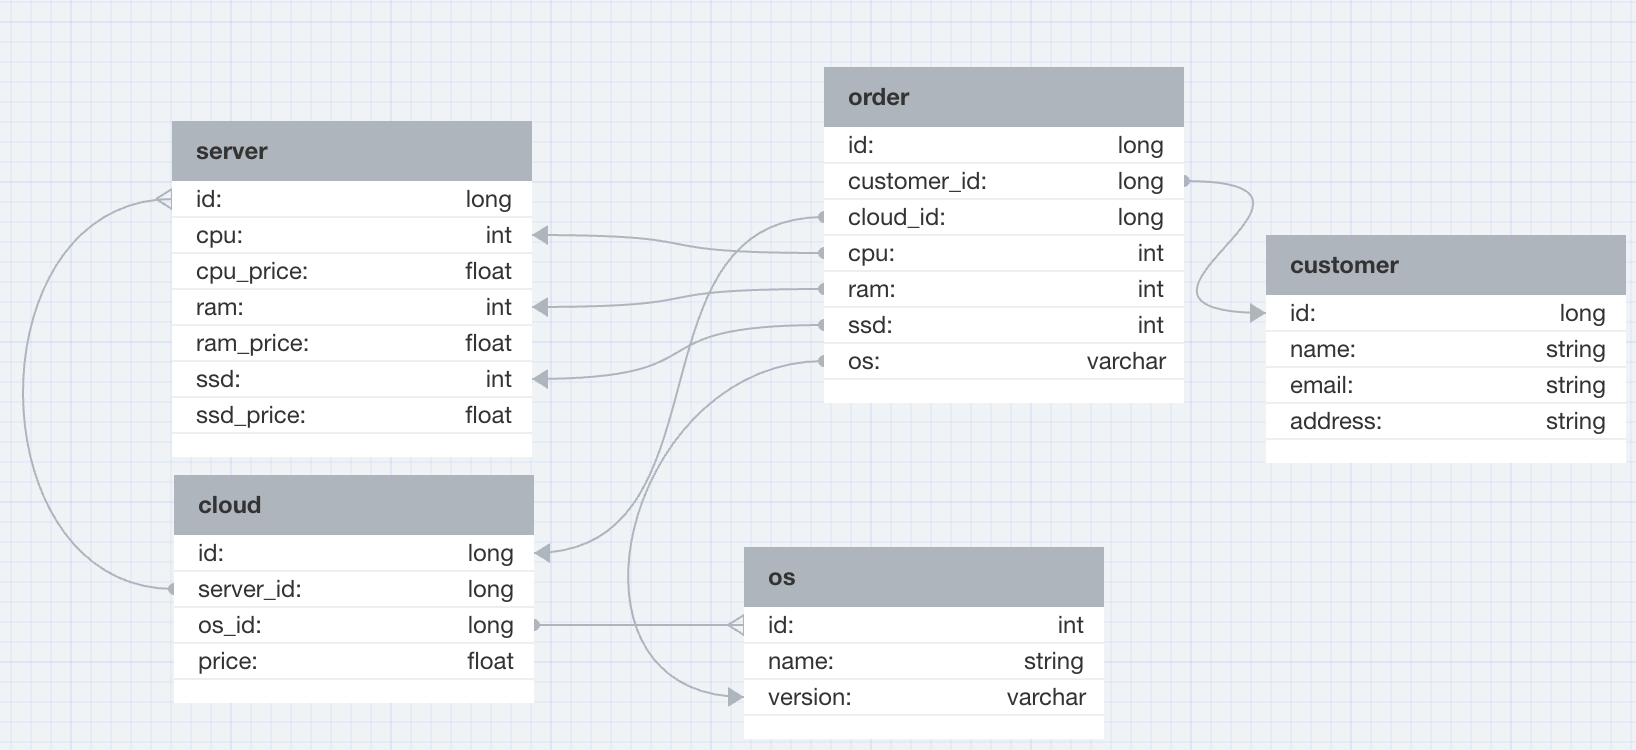 server
id: long
cpu: int
cpu_price: float
ram: int
ram_price: float
ssd: int
ssd_price: float
cloud
id: long
server_id: long
os_id: long
price: float
order
id: long
customer_id: long
cloud_id: long
cpu: int
ram: int
ssd: int
os: varchar
os
id: int
name: string
version: varchar
customer
id: long
name: string
email: string
address: string